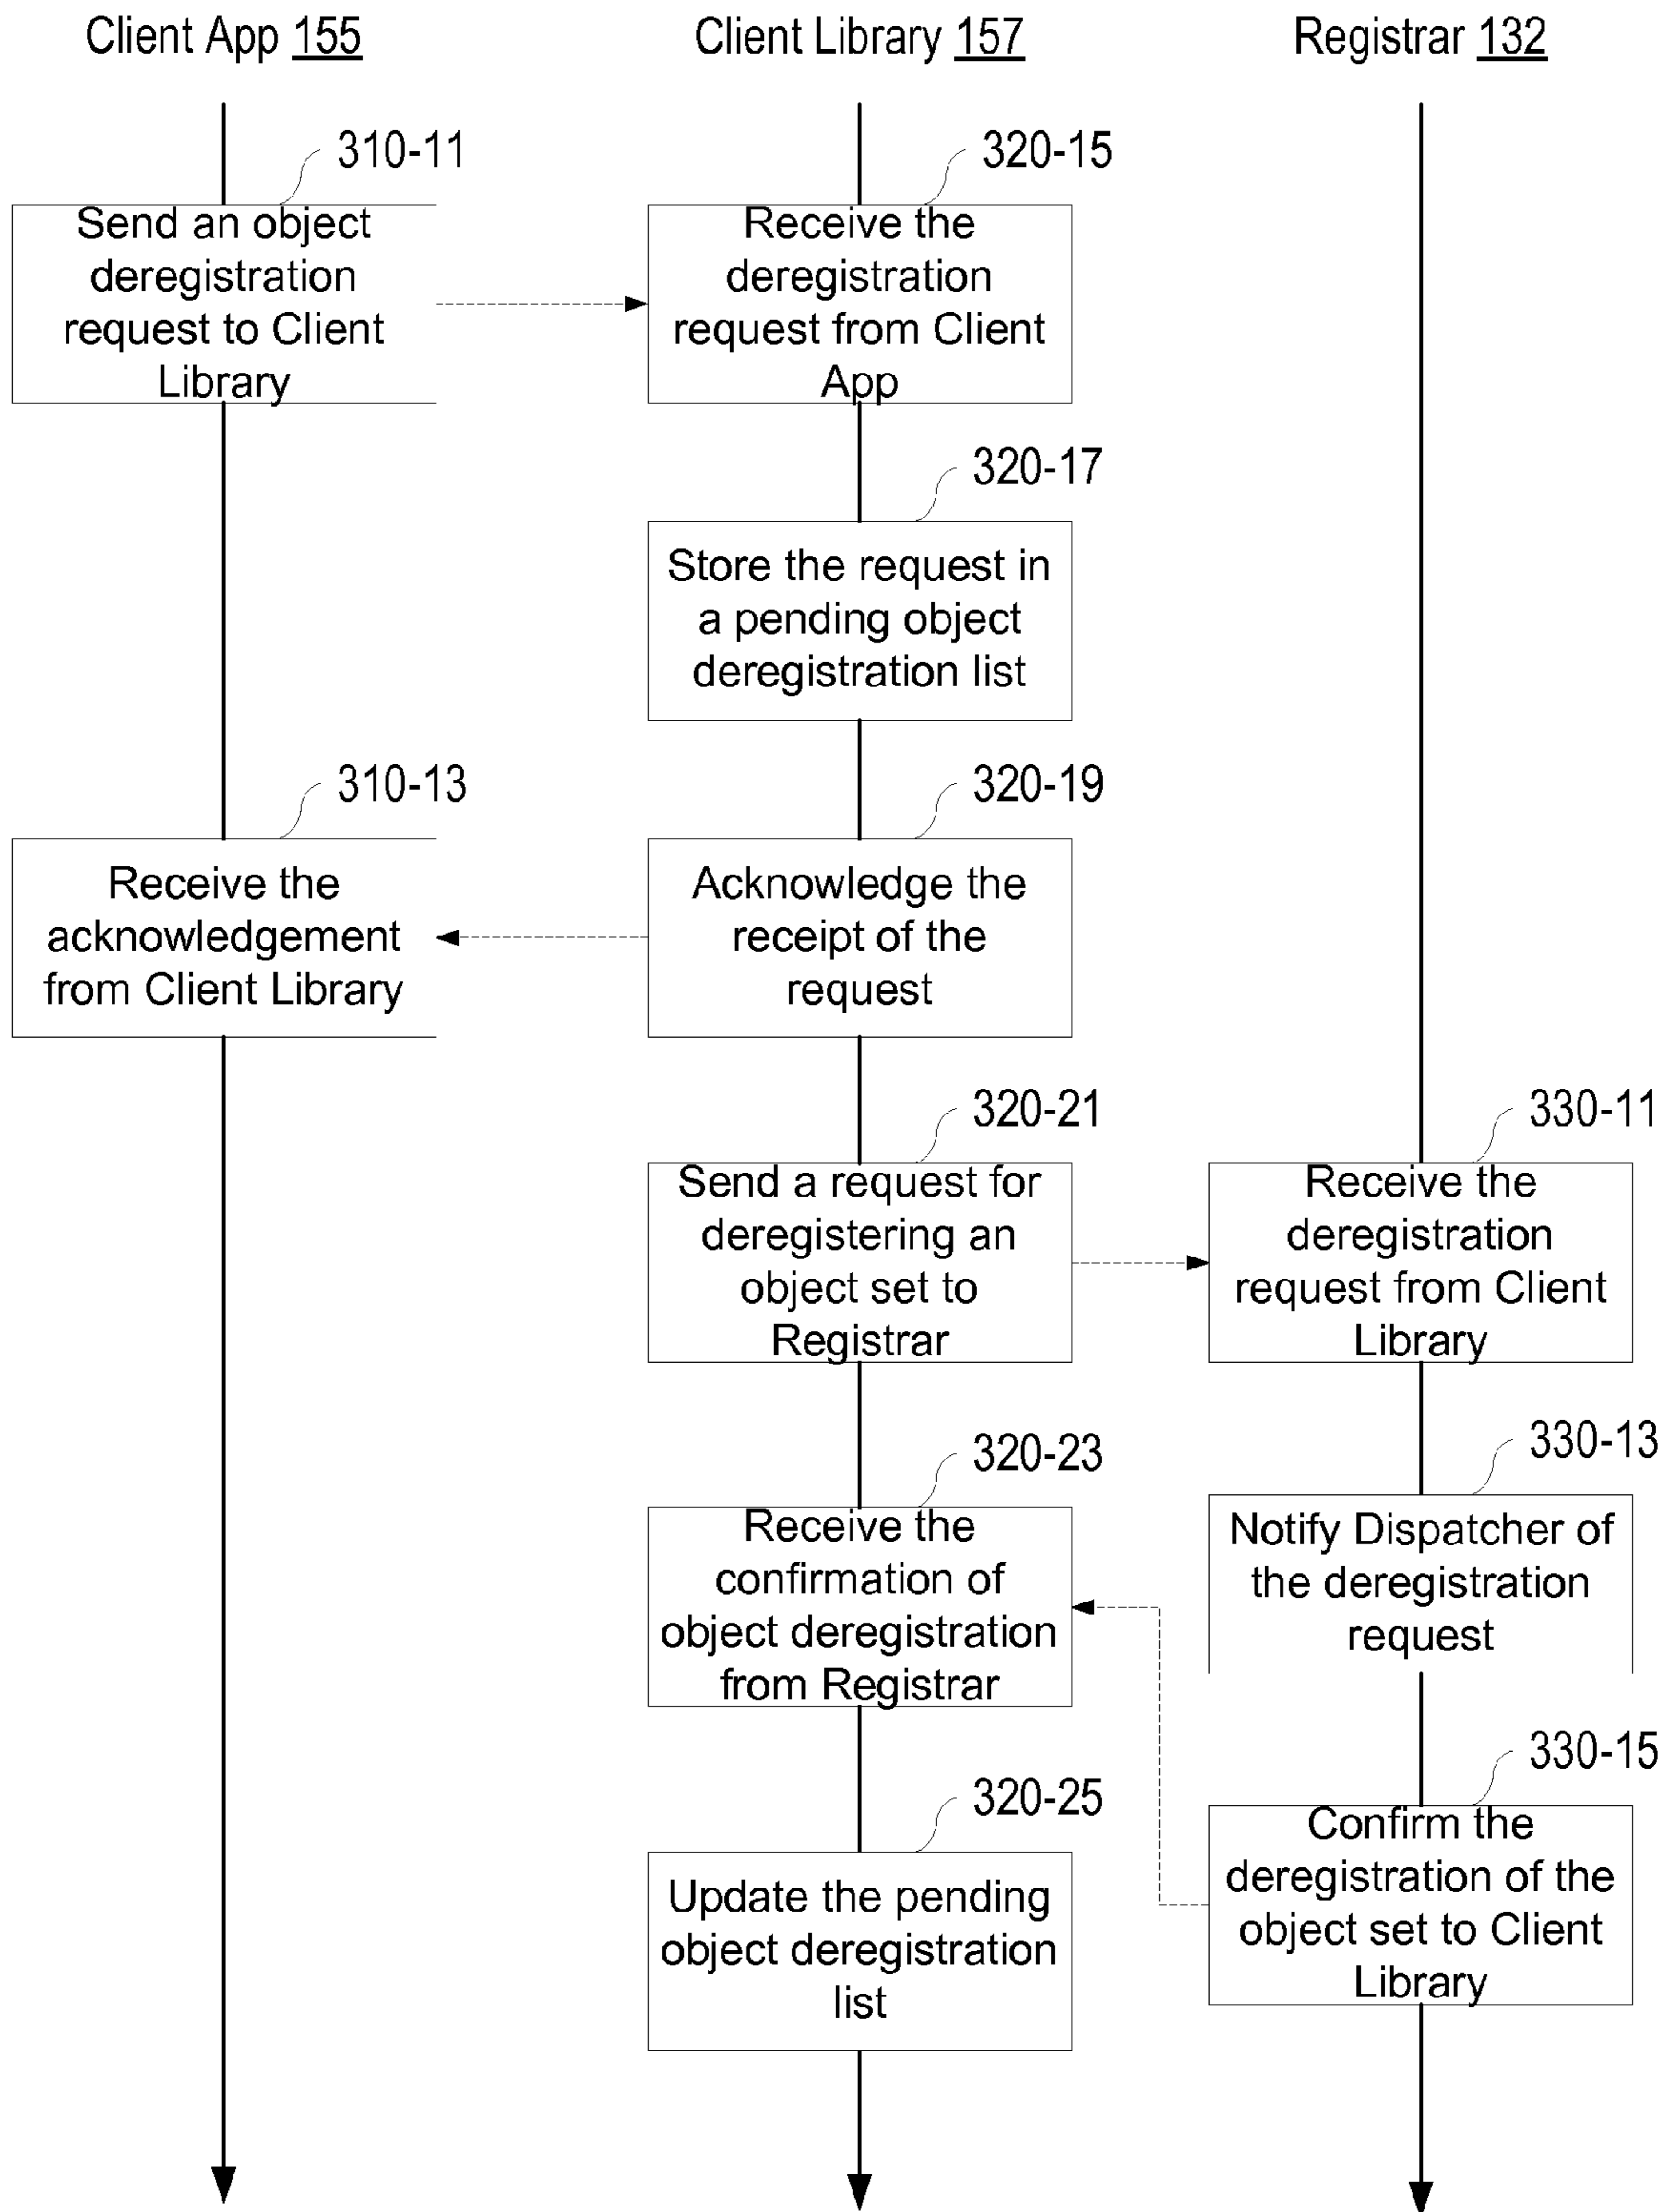 Client App 155
Client Library 157
Registrar 132
310-11
320-15
Send an object
deregistration
request to Client
Library
Receive the
deregistration
request from Client
App
320-17
Store the request in
a pending object
deregistration list
310-13
320-19
Receive the
acknowledgement
from Client Library
Acknowledge the
receipt of the
request
320-21
330-11
Send a request for
deregistering an
object set to
Registrar
Receive the
deregistration
request from Client
Library
320-23
330-13
Receive the
confirmation of
object deregistration
from Registrar
Notify Dispatcher of
the deregistration
request
320-25
330-15
Update the pending
object deregistration
list
Confirm the
deregistration of the
object set to Client
Library